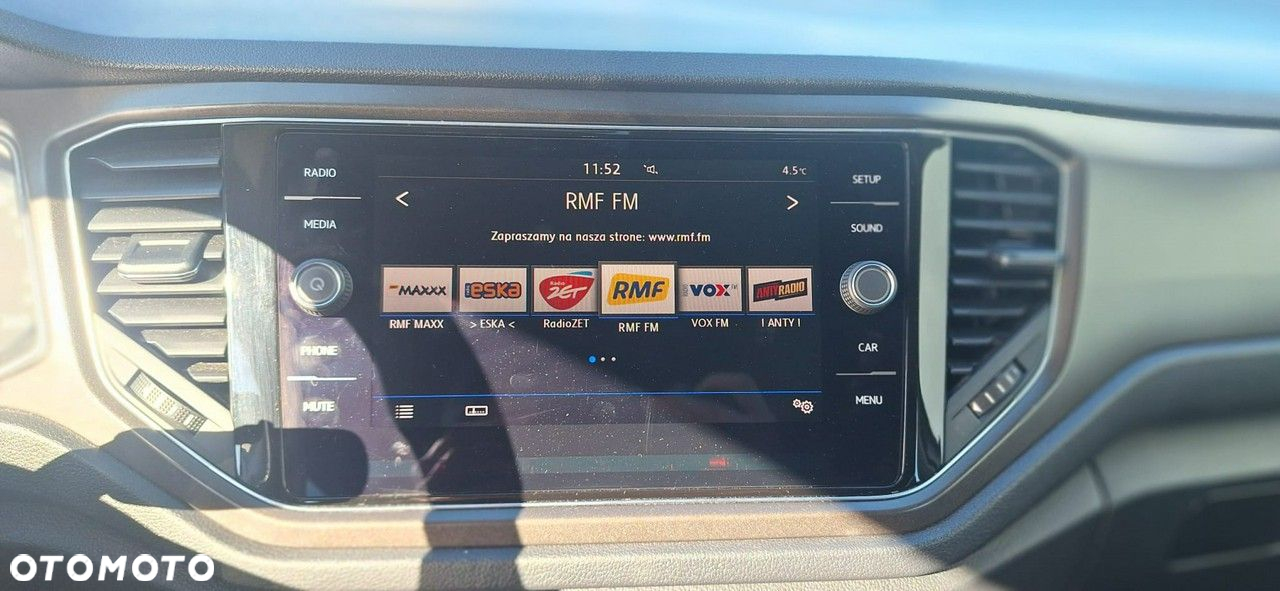 RADIO
MEDIA
PHONE
MUTE
11:52
4.5°C
< RMF FM >
Zapraszamy na nasza strone: www.rmf.fm
MAXXX
ESKA
Radio ZET
RMF
VOX
ANTYRADIO
RMF MAXX
> ESKA <
RadioZET
RMF FM
VOX FM
! ANTY !
SETUP
SOUND
CAR
MENU
OTOMOTO